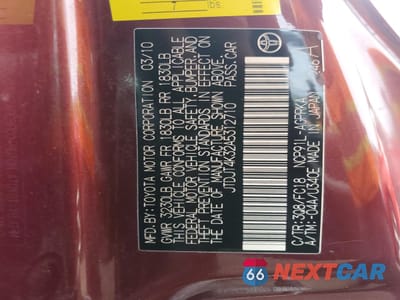 MFD. BY: TOYOTA MOTOR CORPORATION 03/10
GVWR 3230LB GAWR FR 1830LB RR 1830LB
THIS VEHICLE CONFORMS TO ALL APPLICABLE
FEDERAL MOTOR VEHICLE SAFETY, BUMPER, AND
THEFT PREVENTION STANDARDS IN EFFECT ON
THE DATE OF MANUFACTURE SHOWN ABOVE.
JTDJT4K32A5312710 PASS.CAR
C/TR:3Q8/FC18 NCP91L-AGPRKA
A/TM:-04A/U340E MADE IN JAPAN
246A
66 NEXTCAR